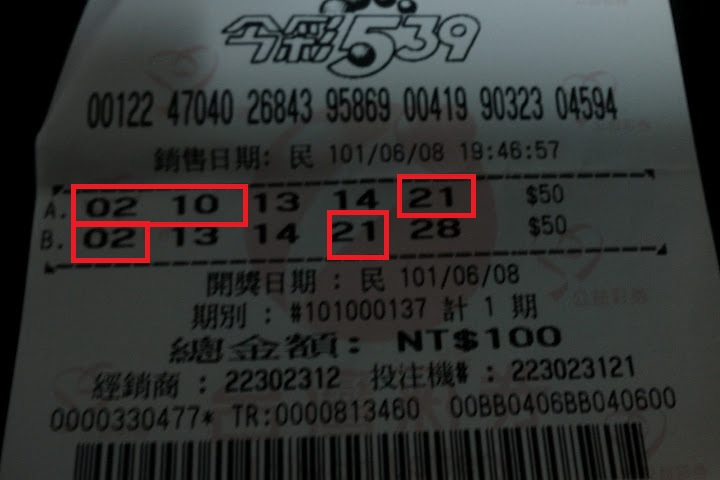 今彩539
00122 47040 26843 95869 00419 90323 04594
銷售日期: 民 101/06/08 19:46:57
A. 02 10 13 14 21 $50
B. 02 13 14 21 28 $50
開獎日期 : 民 101/06/08
期別 : #101000137 計 1 期
總金額: NT$100
經銷商 : 22302312 投注機# : 223023121
0000330477* TR:0000813460 00BB0406BB040600